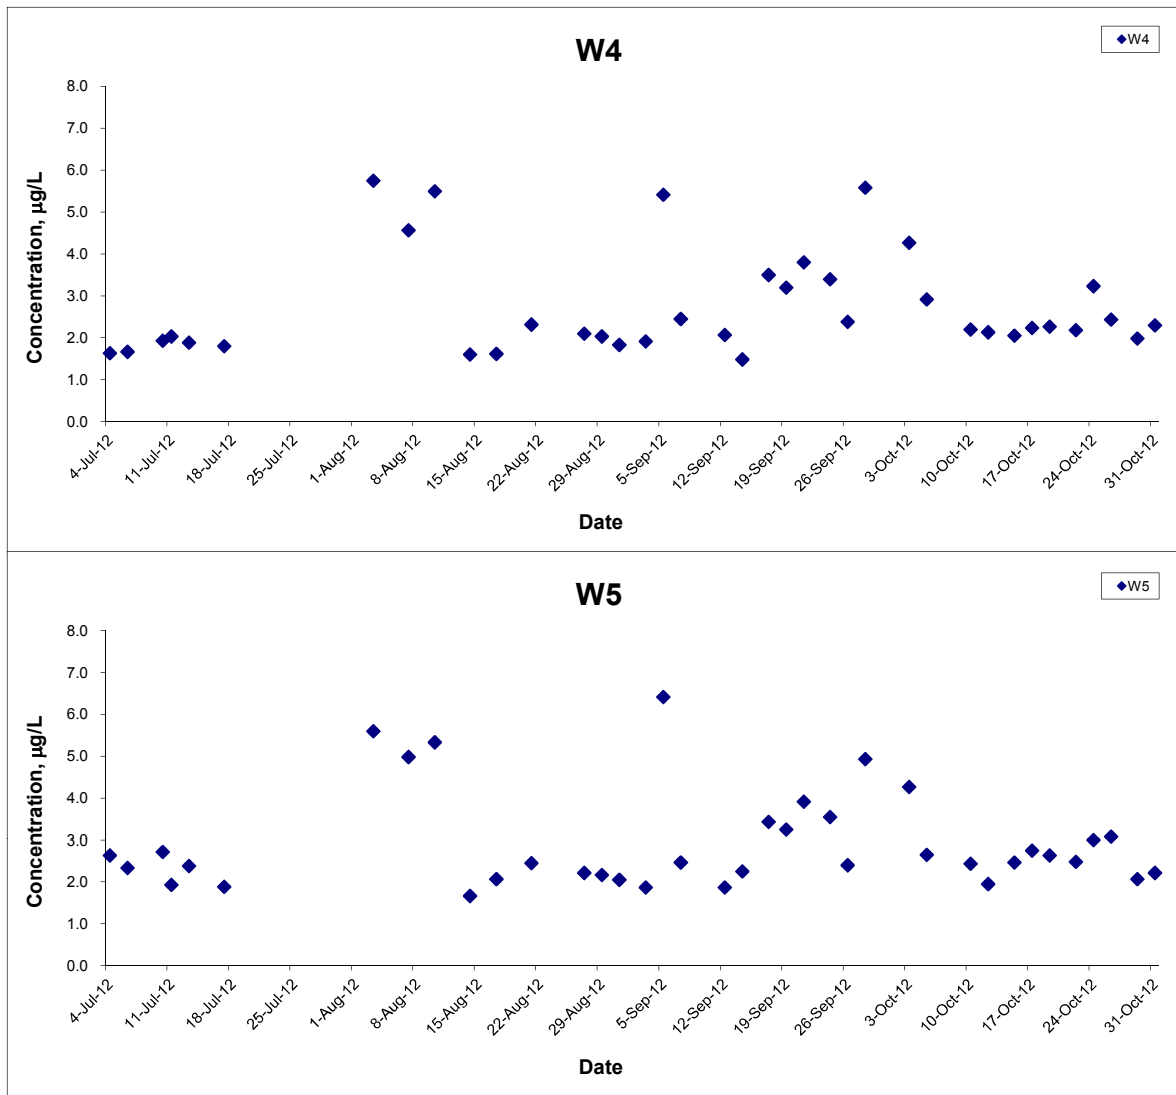 W4
W4
Concentration, µg/L
8.0
7.0
6.0
5.0
4.0
3.0
2.0
1.0
0.0
4-Jul-12
11-Jul-12
18-Jul-12
25-Jul-12
1-Aug-12
8-Aug-12
15-Aug-12
22-Aug-12
29-Aug-12
5-Sep-12
12-Sep-12
19-Sep-12
26-Sep-12
3-Oct-12
10-Oct-12
17-Oct-12
24-Oct-12
31-Oct-12
Date
W5
W5
Concentration, µg/L
8.0
7.0
6.0
5.0
4.0
3.0
2.0
1.0
0.0
4-Jul-12
11-Jul-12
18-Jul-12
25-Jul-12
1-Aug-12
8-Aug-12
15-Aug-12
22-Aug-12
29-Aug-12
5-Sep-12
12-Sep-12
19-Sep-12
26-Sep-12
3-Oct-12
10-Oct-12
17-Oct-12
24-Oct-12
31-Oct-12
Date